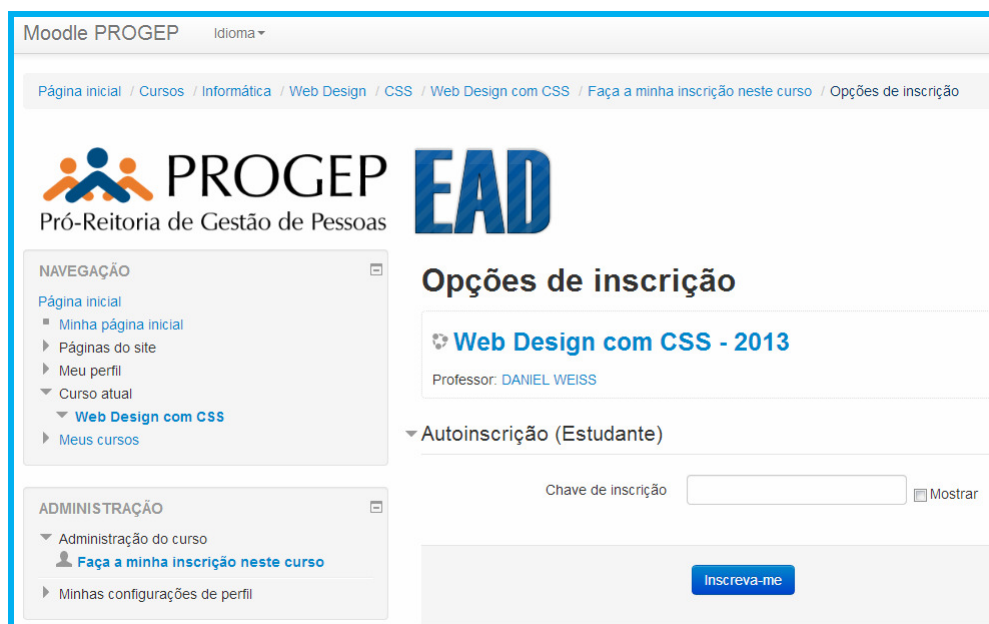 Moodle PROGEP Idioma
Página inicial / Cursos / Informática / Web Design / CSS / Web Design com CSS / Faça a minha inscrição neste curso / Opções de inscrição
PROGEP
Pró-Reitoria de Gestão de Pessoas
EAD
NAVEGAÇÃO
Página inicial
Minha página inicial
Páginas do site
Meu perfil
Curso atual
Web Design com CSS
Meus cursos
ADMINISTRAÇÃO
Administração do curso
Faça a minha inscrição neste curso
Minhas configurações de perfil
Opções de inscrição
Web Design com CSS - 2013
Professor: DANIEL WEISS
Autoinscrição (Estudante)
Chave de inscrição
Mostrar
Inscreva-me